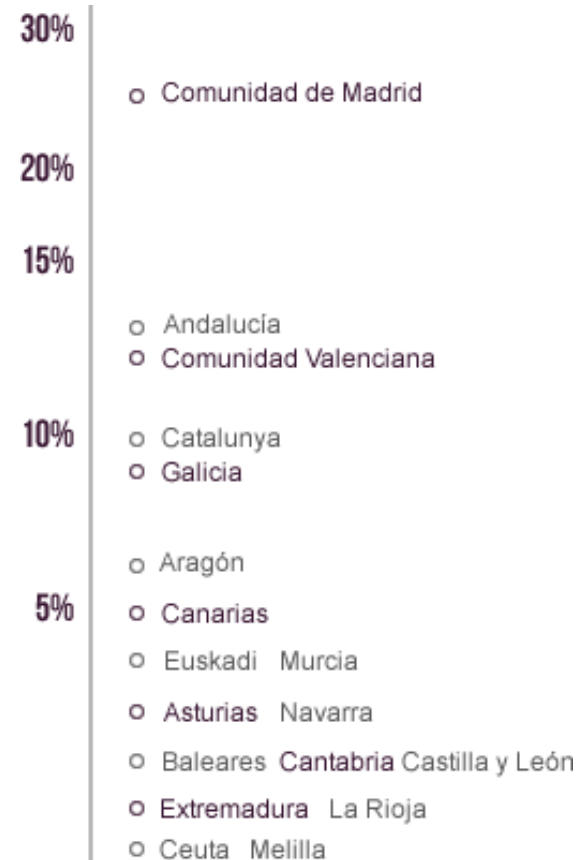 30%
Comunidad de Madrid
20%
15%
Andalucía
Comunidad Valenciana
10%
Catalunya
Galicia
Aragón
5%
Canarias
Euskadi Murcia
Asturias Navarra
Baleares Cantabria Castilla y León
Extremadura La Rioja
Ceuta Melilla